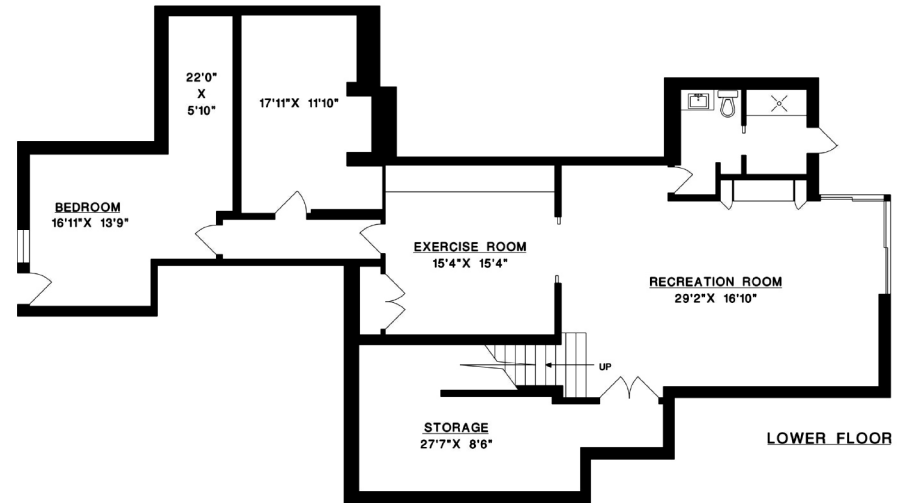 22'0"
X
5'10"
17'11"X 11'10"
BEDROOM
16'11"X 13'9"
EXERCISE ROOM
15'4"X 15'4"
RECREATION ROOM
29'2"X 16'10"
UP
STORAGE
27'7"X 8'6"
LOWER FLOOR